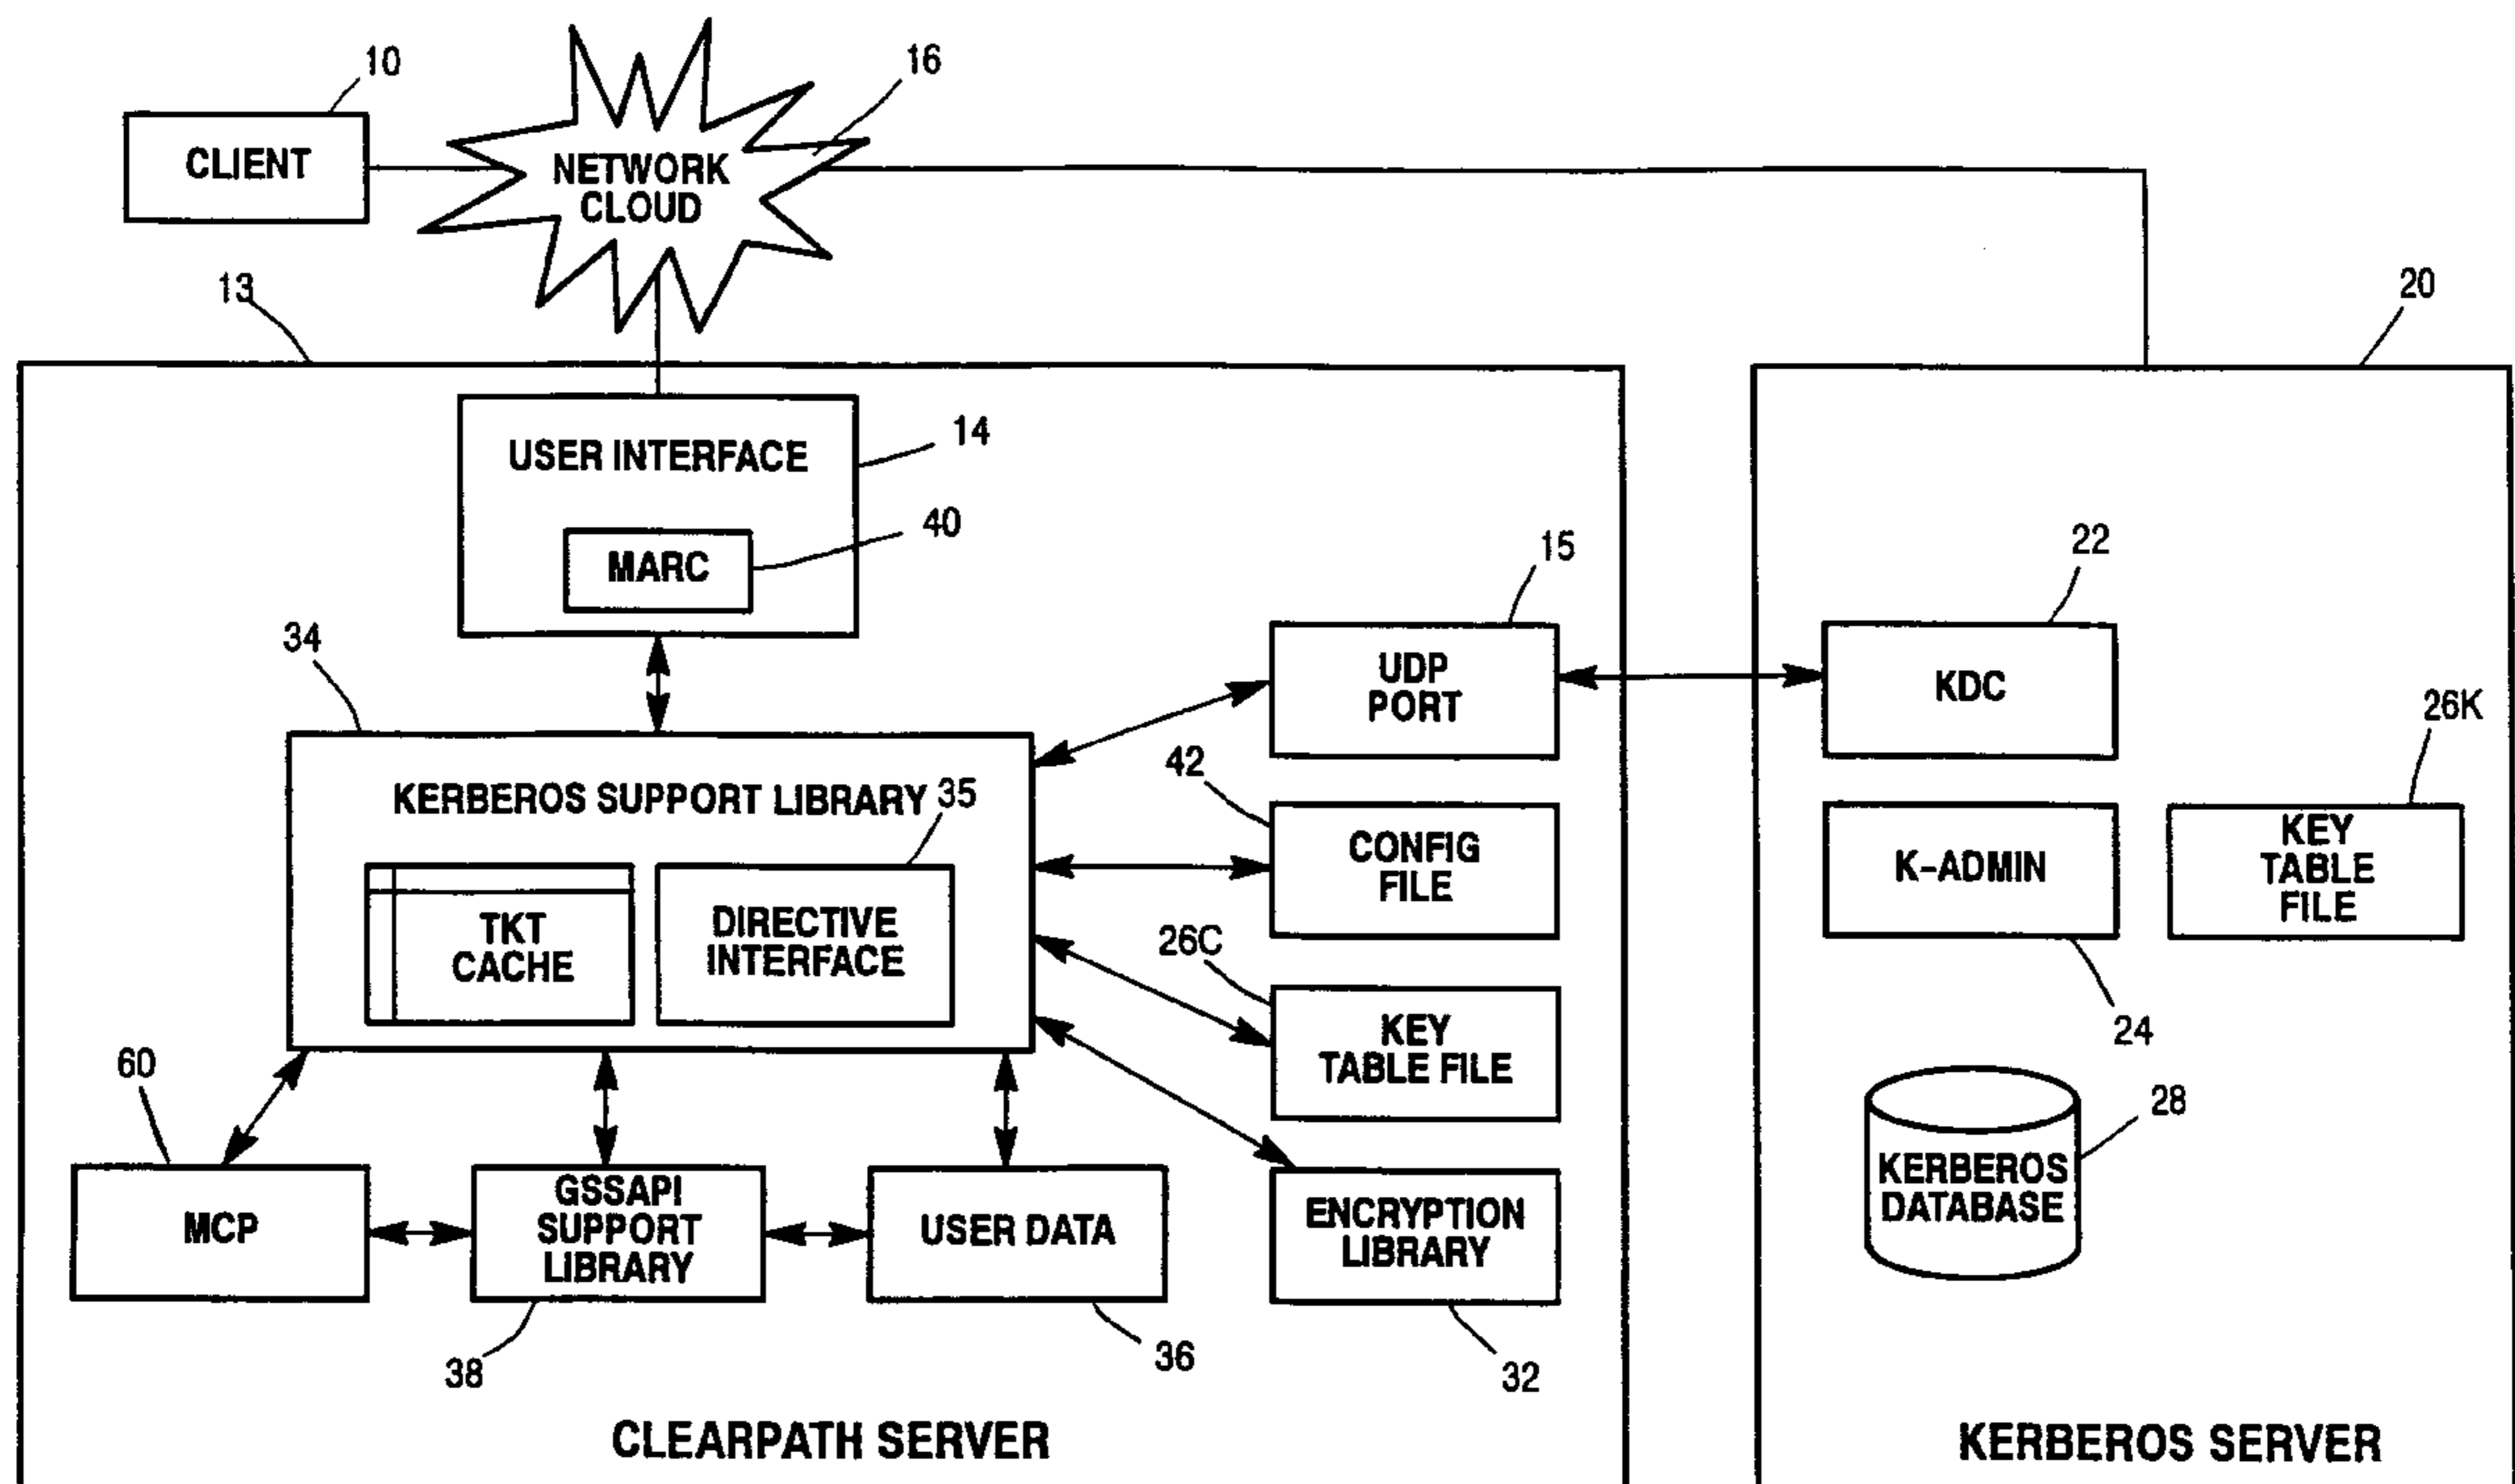 10
16
CLIENT
NETWORK
CLOUD
13
20
USER INTERFACE
14
MARC
40
15
22
34
UDP
PORT
KDC
26K
42
KERBEROS SUPPORT LIBRARY
35
CONFIG
FILE
K-ADMIN
KEY
TABLE
FILE
TKT
CACHE
DIRECTIVE
INTERFACE
26C
24
KEY
TABLE FILE
60
28
KERBEROS
DATABASE
MCP
GSSAPI
SUPPORT
LIBRARY
USER DATA
ENCRYPTION
LIBRARY
38
36
32
CLEARPATH SERVER
KERBEROS SERVER